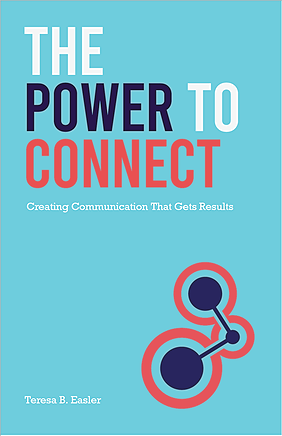 THE
POWER TO
CONNECT
Creating Communication That Gets Results
Teresa B. Easler